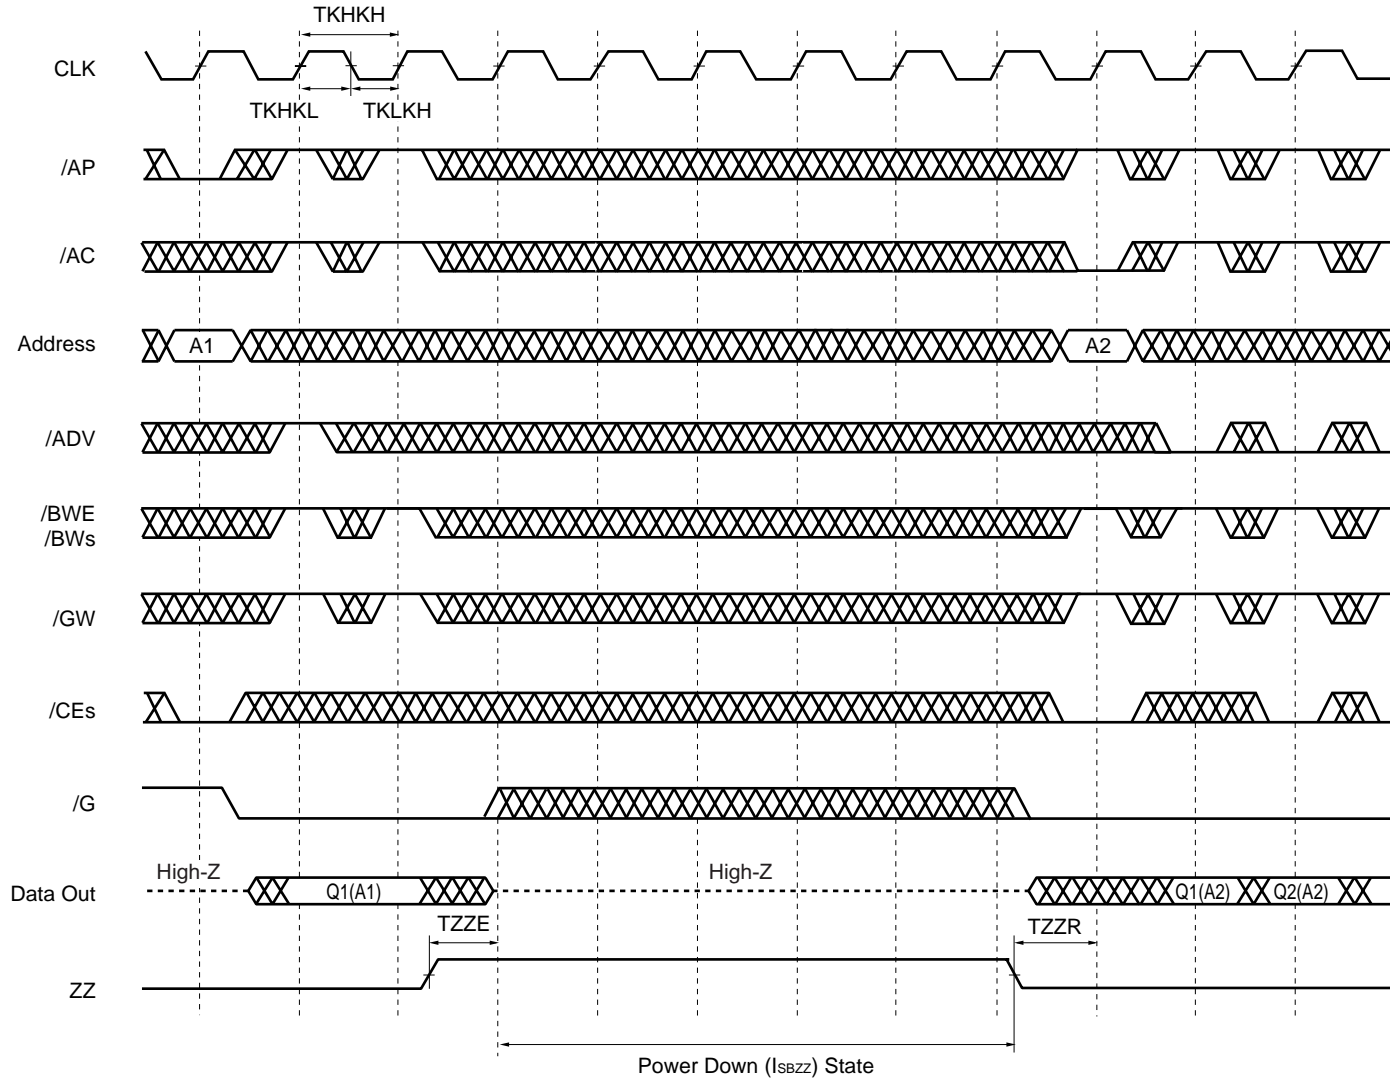 TKHKH
CLK
TKHKL TKLKH
/AP
/AC
Address A1 A2
/ADV
/BWE
/BWs
/GW
/CEs
/G
High-Z High-Z
Data Out Q1(A1) Q1(A2) Q2(A2)
TZZE TZZR
ZZ
Power Down (ISBZZ) State